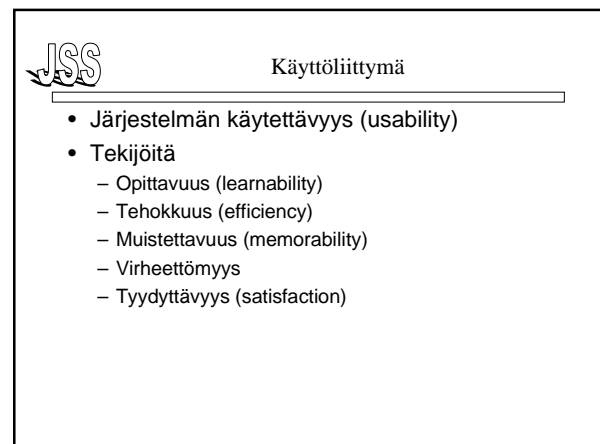 JSS
Käyttöliittymä
• Järjestelmän käytettävyys (usability)
• Tekijöitä
– Opittavuus (learnability)
– Tehokkuus (efficiency)
– Muistettavuus (memorability)
– Virheettömyys
– Tyydyttävyys (satisfaction)